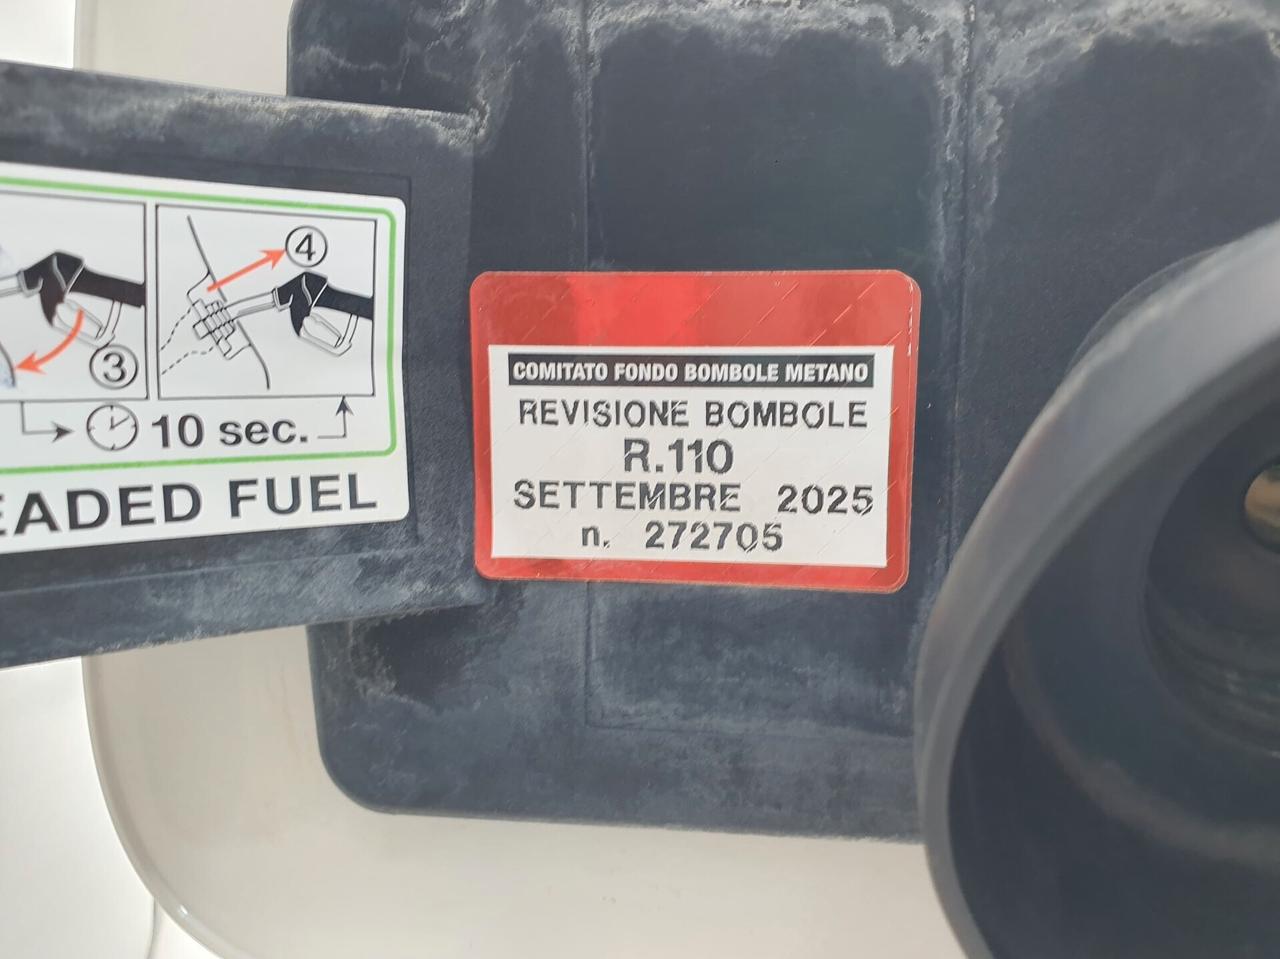 3
4
10 sec.
EADED FUEL
COMITATO FONDO BOMBOLE METANO
REVISIONE BOMBOLE
R.110
SETTEMBRE 2025
n. 272705